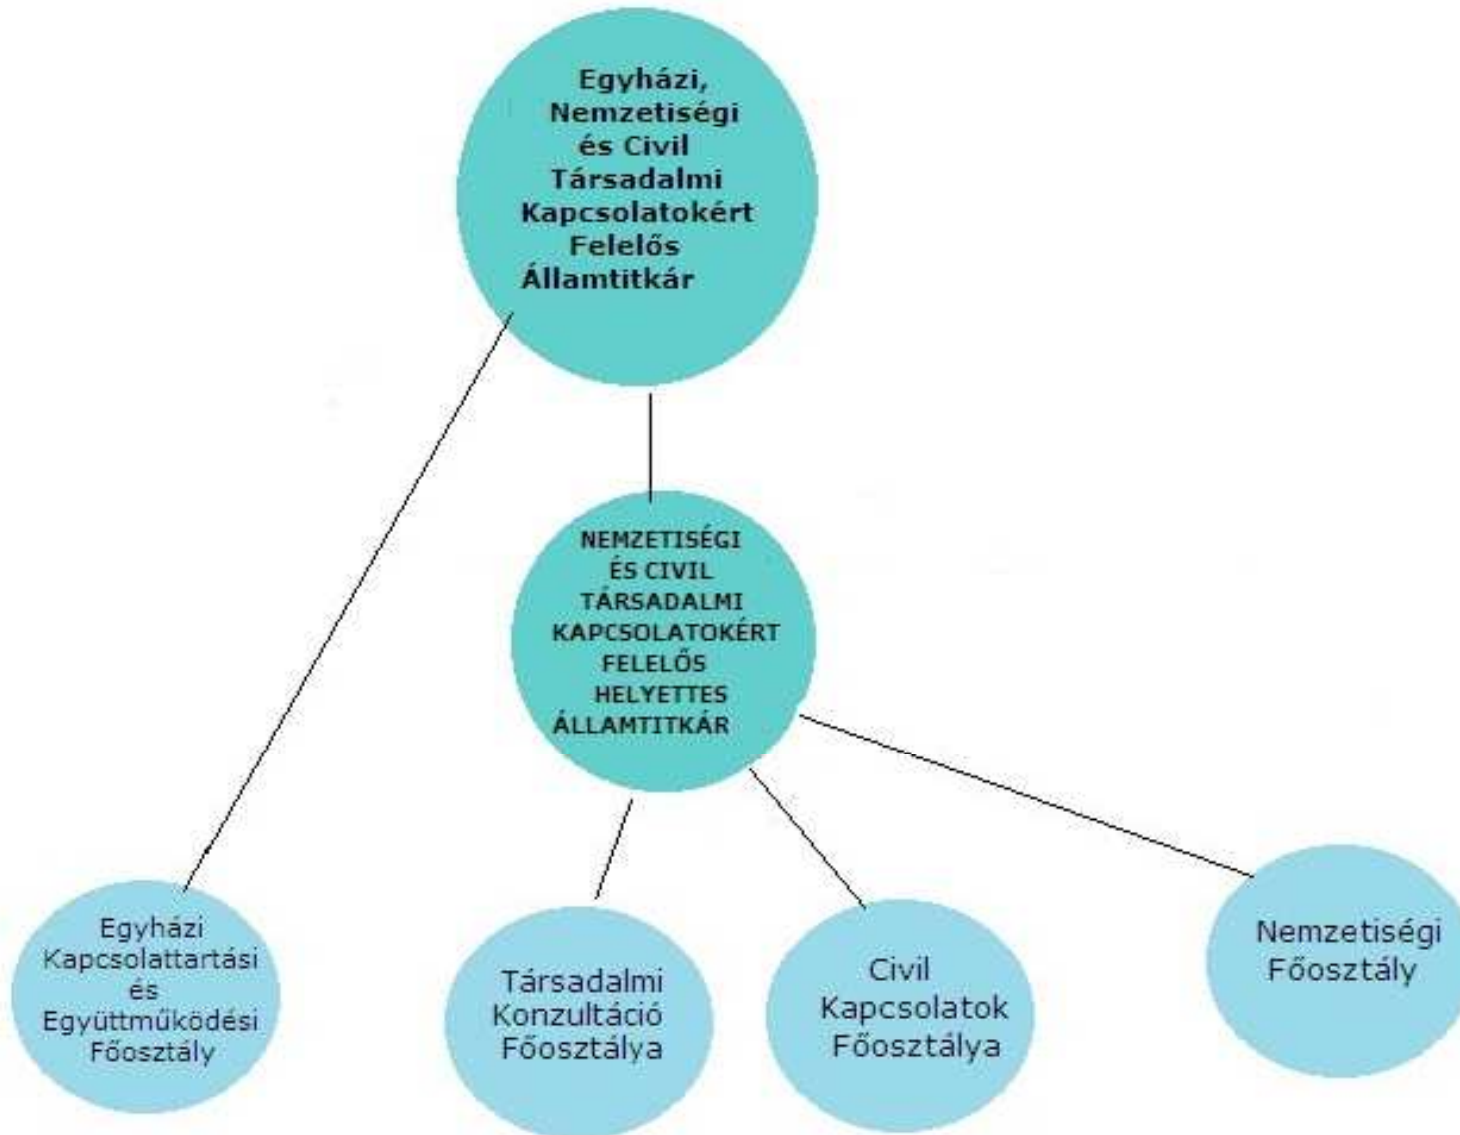 Egyházi,
Nemzetiségi
és Civil
Társadalmi
Kapcsolatokért
Felelős
Államtitkár
NEMZETISÉGI
ÉS CIVIL
TÁRSADALMI
KAPCSOLATOKÉRT
FELELŐS
HELYETTES
ÁLLAMTITKÁR
Egyházi
Kapcsolattartási
és
Együttműködési
Főosztály
Társadalmi
Konzultáció
Főosztálya
Civil
Kapcsolatok
Főosztálya
Nemzetiségi
Főosztály